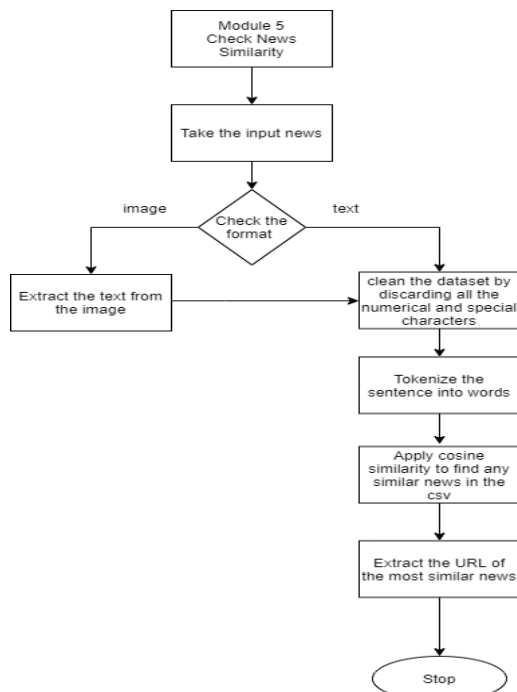 Module 5
Check News
Similarity
Take the input news
image
Check the
format
text
Extract the text from
the image
clean the dataset by
discarding all the
numerical and special
characters
Tokenize the
sentence into words
Apply cosine
similarity to find any
similar news in the
csv
Extract the URL of
the most similar news
Stop